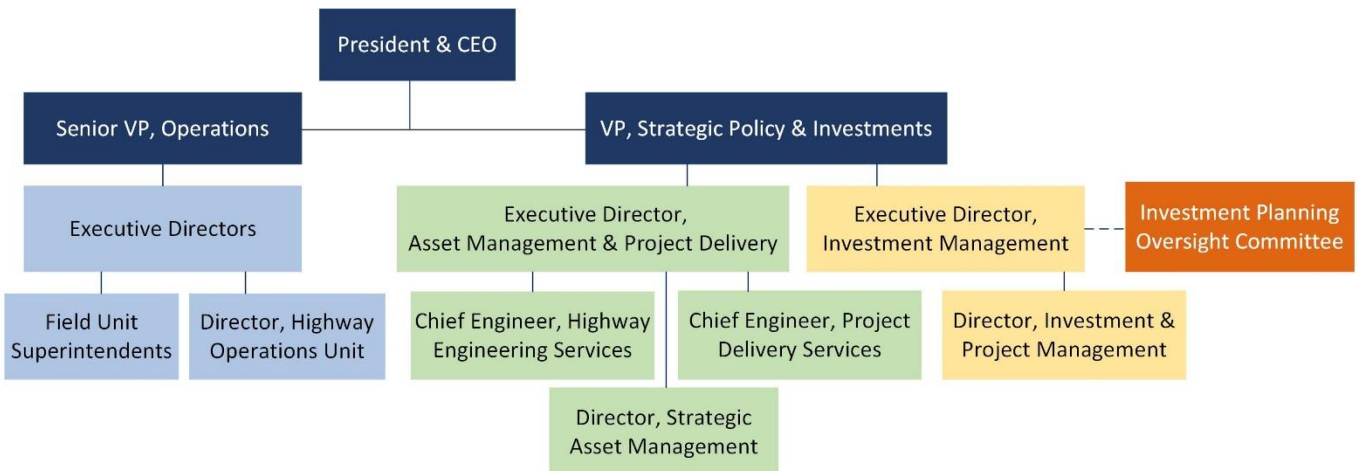 President & CEO
Senior VP, Operations
VP, Strategic Policy & Investments
Executive Directors
Executive Director,
Asset Management & Project Delivery
Executive Director,
Investment Management
Investment Planning
Oversight Committee
Field Unit
Superintendents
Director, Highway
Operations Unit
Chief Engineer, Highway
Engineering Services
Chief Engineer, Project
Delivery Services
Director, Investment &
Project Management
Director, Strategic
Asset Management